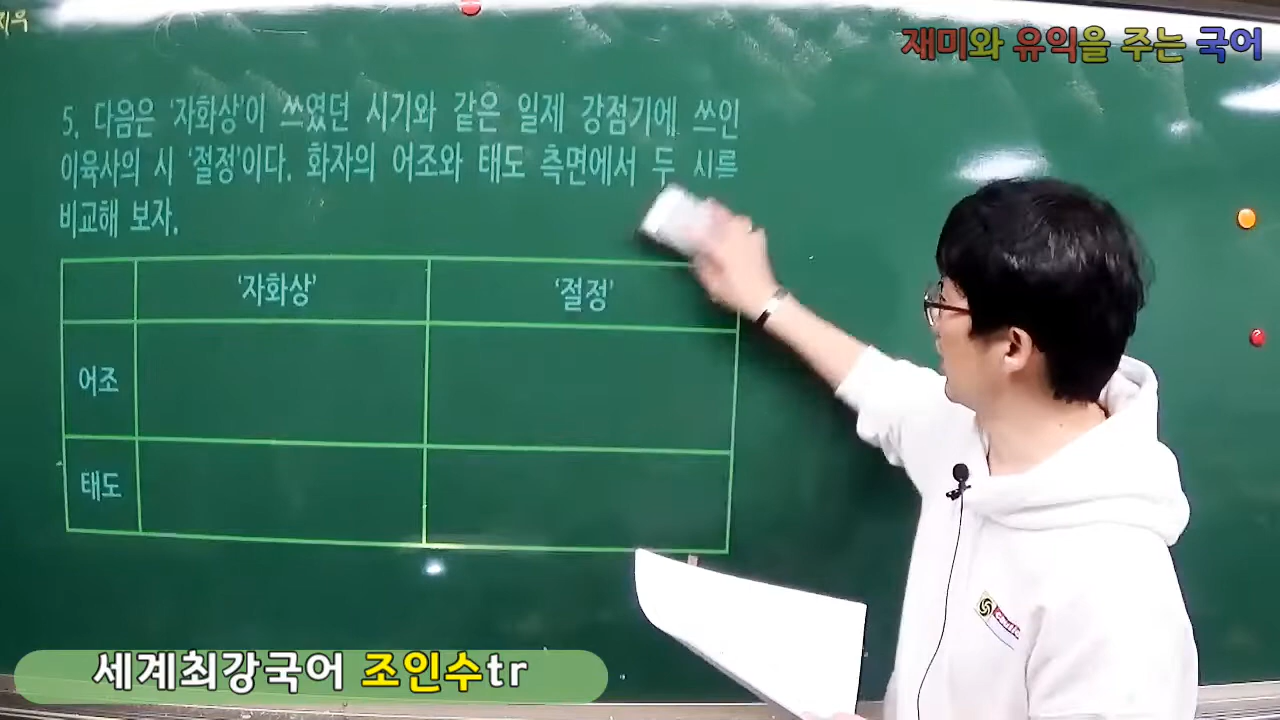 재미와 유익을 주는 국어
5. 다음은 '자화상'이 쓰였던 시기와 같은 일제 강점기에 쓰인
이육사의 시 '절정'이다. 화자의 어조와 태도 측면에서 두 시를
비교해 보자.
'자화상' '절정'
어조
태도
세계최강국어 조인수tr